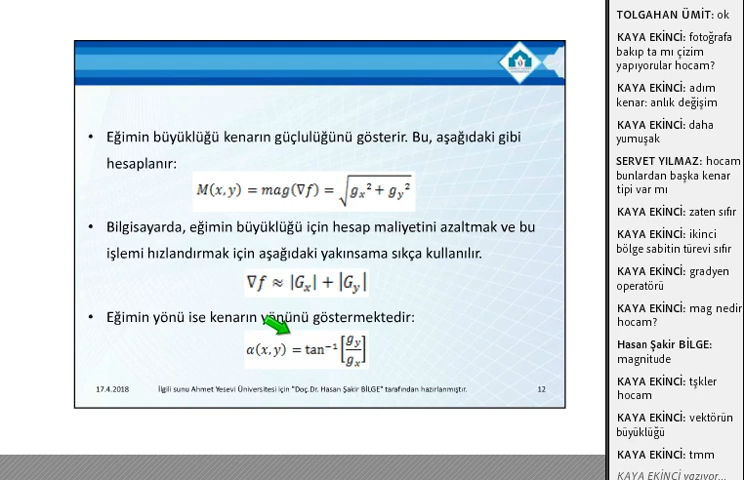 • Eğimin büyüklüğü kenarın güçlülüğünü gösterir. Bu, aşağıdaki gibi
hesaplanır:
M(x, y) = mag(∇f) = √(gₓ² + g_y²)
• Bilgisayarda, eğimin büyüklüğü için hesap maliyetini azaltmak ve bu
işlemi hızlandırmak için aşağıdaki yakınsama sıkça kullanılır.
∇f ≈ |Gₓ| + |G_y|
• Eğimin yönü ise kenarın yönünü göstermektedir:
α(x, y) = tan⁻¹[g_y/gₓ]
17.4.2018 İlgili sunu Ahmet Yesevi Üniversitesi için "Doç.Dr. Hasan Şakir BİLGE" tarafından hazırlanmıştır. 12
TOLGAHAN ÜMİT: ok
KAYA EKİNCİ: fotoğrafa
bakıp ta mı çizim
yapıyorular hocam?
KAYA EKİNCİ: adım
kenar: anlık değişim
KAYA EKİNCİ: daha
yumuşak
SERVET YILMAZ: hocam
bunlardan başka kenar
tipi var mı
KAYA EKİNCİ: zaten sıfır
KAYA EKİNCİ: ikinci
bölge sabitin türevi sıfır
KAYA EKİNCİ: gradyen
operatörü
KAYA EKİNCİ: mag nedir
hocam?
Hasan Şakir BİLGE:
magnitude
KAYA EKİNCİ: tşkler
hocam
KAYA EKİNCİ: vektörün
büyüklüğü
KAYA EKİNCİ: tmm
KAYA EKİNCİ yazıyor...